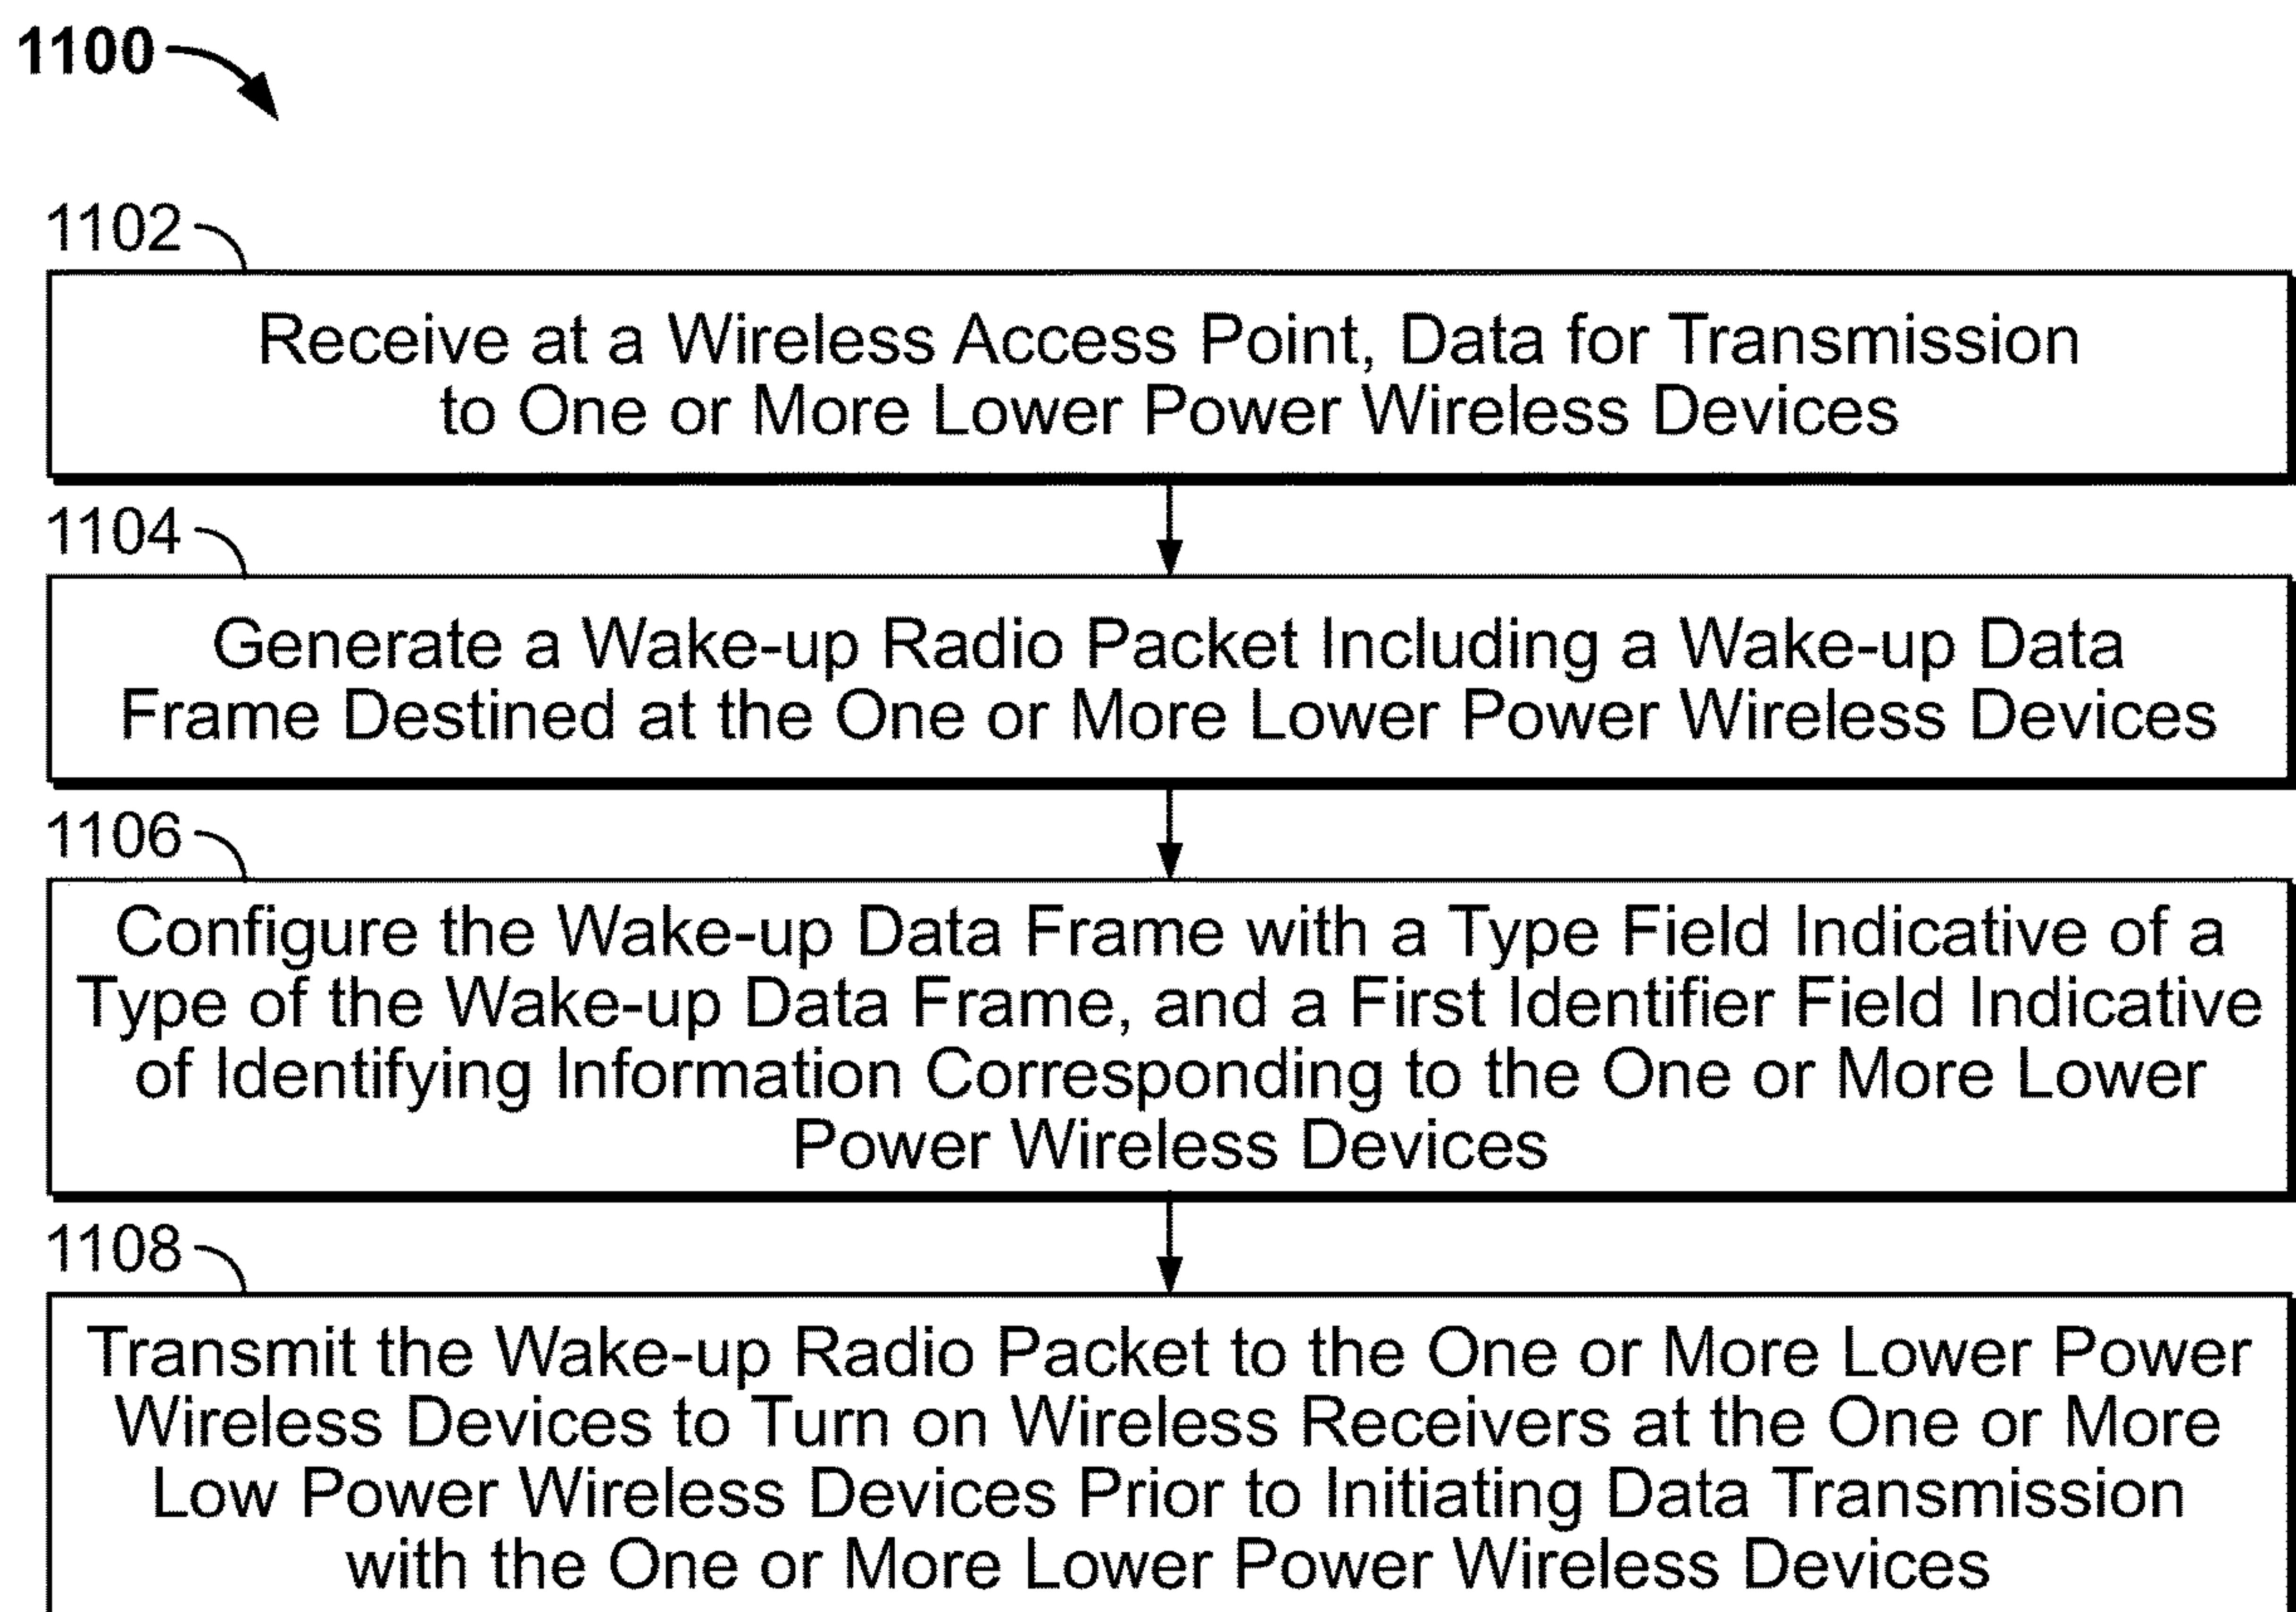 1100
1102
Receive at a Wireless Access Point, Data for Transmission
to One or More Lower Power Wireless Devices
1104
Generate a Wake-up Radio Packet Including a Wake-up Data
Frame Destined at the One or More Lower Power Wireless Devices
1106
Configure the Wake-up Data Frame with a Type Field Indicative of a
Type of the Wake-up Data Frame, and a First Identifier Field Indicative
of Identifying Information Corresponding to the One or More Lower
Power Wireless Devices
1108
Transmit the Wake-up Radio Packet to the One or More Lower Power
Wireless Devices to Turn on Wireless Receivers at the One or More
Low Power Wireless Devices Prior to Initiating Data Transmission
with the One or More Lower Power Wireless Devices